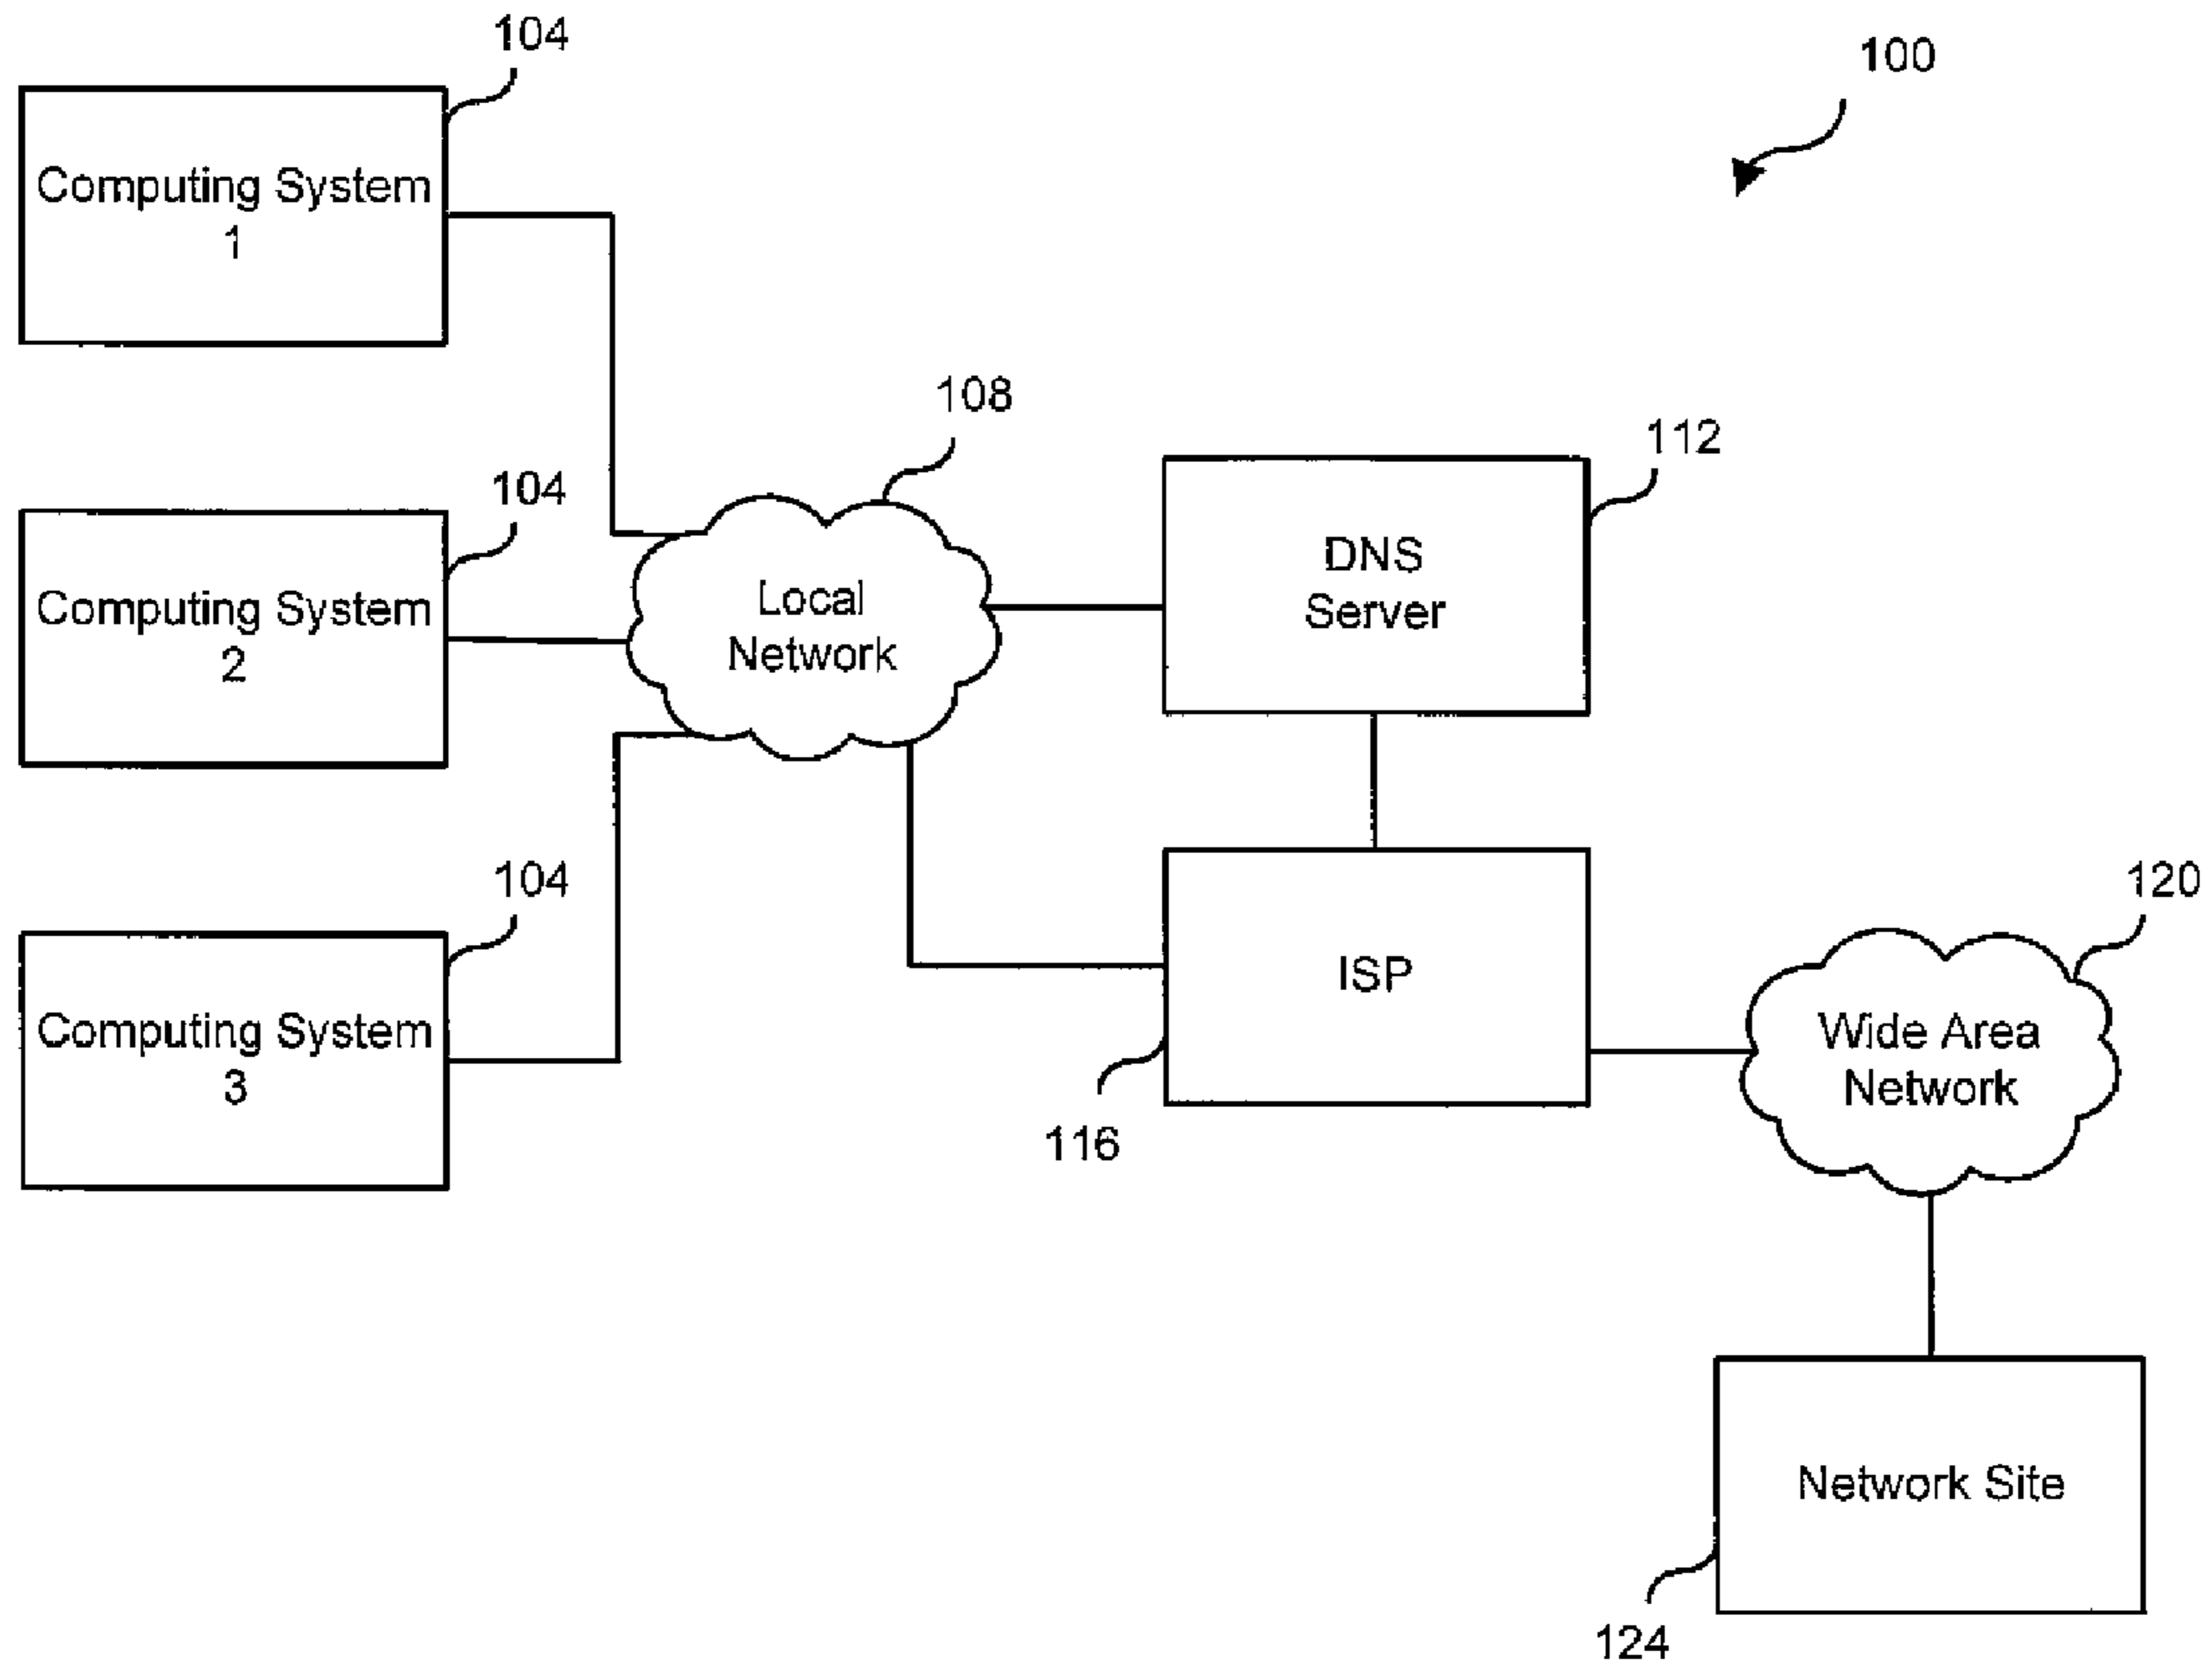 104
100
Computing System
1
108
112
104
DNS
Server
Computing System
2
Local
Network
104
120
ISP
Computing System
3
Wide Area
Network
116
Network Site
124